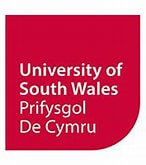 University of
South Wales
Prifysgol
De Cymru